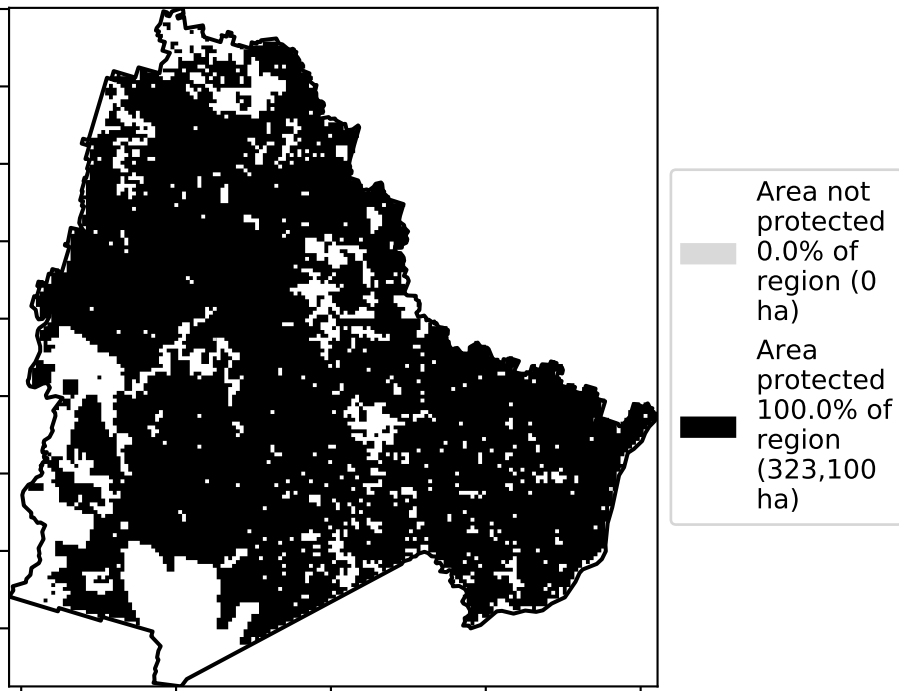 Area not
protected
0.0% of
region (0
ha)
Area
protected
100.0% of
region
(323,100
ha)